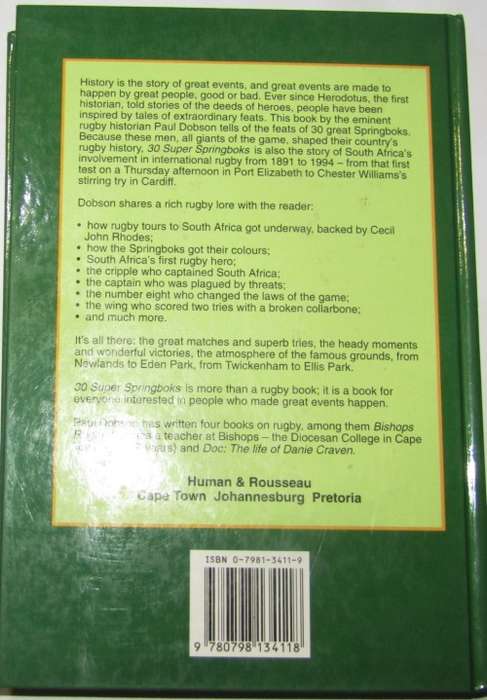 History is the story of great events, and great events are made to
happen by great people, good or bad. Ever since Herodotus, the first
historian, told stories of the deeds of heroes, people have been
inspired by tales of extraordinary feats. This book by the eminent
rugby historian Paul Dobson tells of the feats of 30 great Springboks.
Because these men, all giants of the game, shaped their country's
rugby history, 30 Super Springboks is also the story of South Africa's
involvement in international rugby from 1891 to 1994 – from that first
test on a Thursday afternoon in Port Elizabeth to Chester Williams's
stirring try in Cardiff.
Dobson shares a rich rugby lore with the reader:
• how rugby tours to South Africa got underway, backed by Cecil
John Rhodes;
• how the Springboks got their colours;
• South Africa's first rugby hero;
• the cripple who captained South Africa;
• the captain who was plagued by threats;
• the number eight who changed the laws of the game;
• the wing who scored two tries with a broken collarbone;
• and much more.
It's all there: the great matches and superb tries, the heady moments
and wonderful victories, the atmosphere of the famous grounds, from
Newlands to Eden Park, from Twickenham to Ellis Park.
30 Super Springboks is more than a rugby book; it is a book for
everyone interested in people who made great events happen.
Paul Dobson has written four books on rugby, among them Bishops
a teacher at Bishops – the Diocesan College in Cape
and Doc: The life of Danie Craven.
Human & Rousseau
Cape Town Johannesburg Pretoria
ISBN 0-7981-3411-9
9 780798 134118